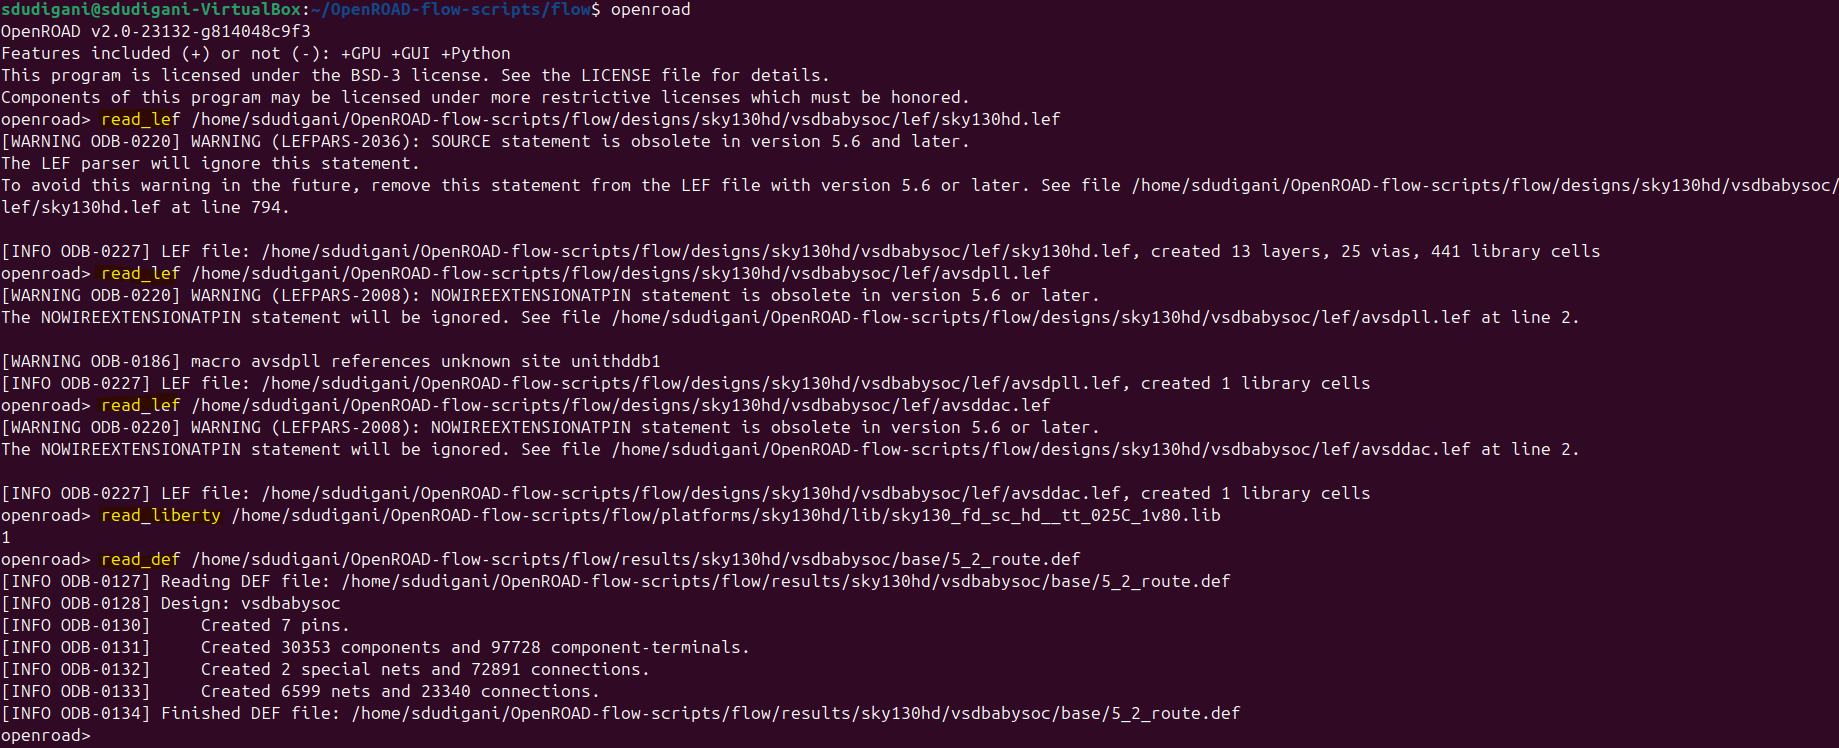 sdudigani@sdudigani-VirtualBox:~/OpenROAD-flow-scripts/flow$ openroad
OpenROAD v2.0-23132-g814048c9f3
Features included (+) or not (-): +GPU +GUI +Python
This program is licensed under the BSD-3 license. See the LICENSE file for details.
Components of this program may be licensed under more restrictive licenses which must be honored.
openroad> read_lef /home/sdudigani/OpenROAD-flow-scripts/flow/designs/sky130hd/vsdbabysoc/lef/sky130hd.lef
[WARNING ODB-0220] WARNING (LEFPARS-2036): SOURCE statement is obsolete in version 5.6 and later.
The LEF parser will ignore this statement.
To avoid this warning in the future, remove this statement from the LEF file with version 5.6 or later. See file /home/sdudigani/OpenROAD-flow-scripts/flow/designs/sky130hd/vsdbabysoc/
lef/sky130hd.lef at line 794.
[INFO ODB-0227] LEF file: /home/sdudigani/OpenROAD-flow-scripts/flow/designs/sky130hd/vsdbabysoc/lef/sky130hd.lef, created 13 layers, 25 vias, 441 library cells
openroad> read_lef /home/sdudigani/OpenROAD-flow-scripts/flow/designs/sky130hd/vsdbabysoc/lef/avsdpll.lef
[WARNING ODB-0220] WARNING (LEFPARS-2008): NOWIREEXTENSIONATPIN statement is obsolete in version 5.6 or later.
The NOWIREEXTENSIONATPIN statement will be ignored. See file /home/sdudigani/OpenROAD-flow-scripts/flow/designs/sky130hd/vsdbabysoc/lef/avsdpll.lef at line 2.
[WARNING ODB-0186] macro avsdpll references unknown site unithddb1
[INFO ODB-0227] LEF file: /home/sdudigani/OpenROAD-flow-scripts/flow/designs/sky130hd/vsdbabysoc/lef/avsdpll.lef, created 1 library cells
openroad> read_lef /home/sdudigani/OpenROAD-flow-scripts/flow/designs/sky130hd/vsdbabysoc/lef/avsddac.lef
[WARNING ODB-0220] WARNING (LEFPARS-2008): NOWIREEXTENSIONATPIN statement is obsolete in version 5.6 or later.
The NOWIREEXTENSIONATPIN statement will be ignored. See file /home/sdudigani/OpenROAD-flow-scripts/flow/designs/sky130hd/vsdbabysoc/lef/avsddac.lef at line 2.
[INFO ODB-0227] LEF file: /home/sdudigani/OpenROAD-flow-scripts/flow/designs/sky130hd/vsdbabysoc/lef/avsddac.lef, created 1 library cells
openroad> read_liberty /home/sdudigani/OpenROAD-flow-scripts/flow/platforms/sky130hd/lib/sky130_fd_sc_hd__tt_025C_1v80.lib
1
openroad> read_def /home/sdudigani/OpenROAD-flow-scripts/flow/results/sky130hd/vsdbabysoc/base/5_2_route.def
[INFO ODB-0127] Reading DEF file: /home/sdudigani/OpenROAD-flow-scripts/flow/results/sky130hd/vsdbabysoc/base/5_2_route.def
[INFO ODB-0128] Design: vsdbabysoc
[INFO ODB-0130]     Created 7 pins.
[INFO ODB-0131]     Created 30353 components and 97728 component-terminals.
[INFO ODB-0132]     Created 2 special nets and 72891 connections.
[INFO ODB-0133]     Created 6599 nets and 23340 connections.
[INFO ODB-0134] Finished DEF file: /home/sdudigani/OpenROAD-flow-scripts/flow/results/sky130hd/vsdbabysoc/base/5_2_route.def
openroad>